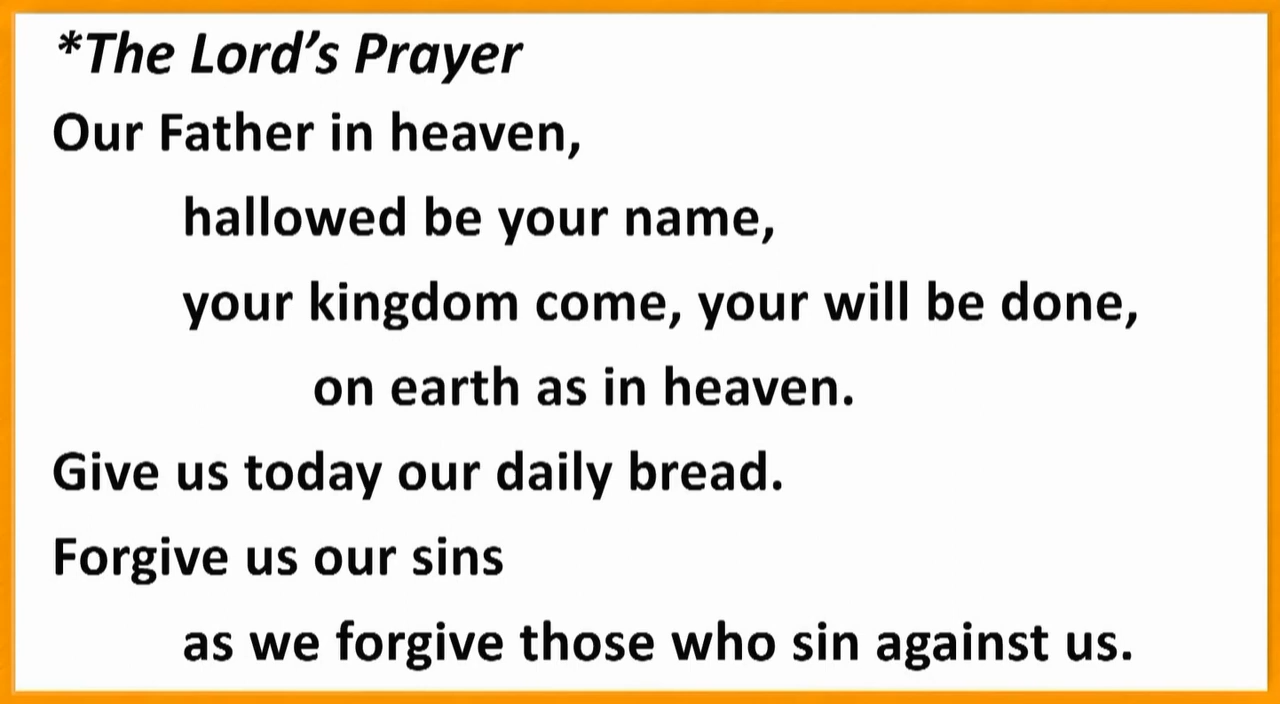 *The Lord’s Prayer
Our Father in heaven,
hallowed be your name,
your kingdom come, your will be done,
on earth as in heaven.
Give us today our daily bread.
Forgive us our sins
as we forgive those who sin against us.